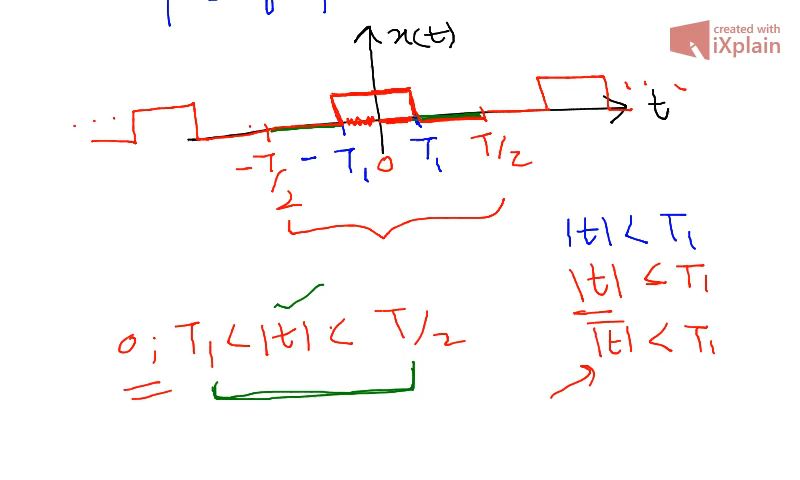 created with
iXplain
x(t)
t
-T/2 -T₁ 0 T₁ T/2
|t| < T₁
|t| ≤ T₁
|t| < T₁
0; T₁ < |t| < T/2